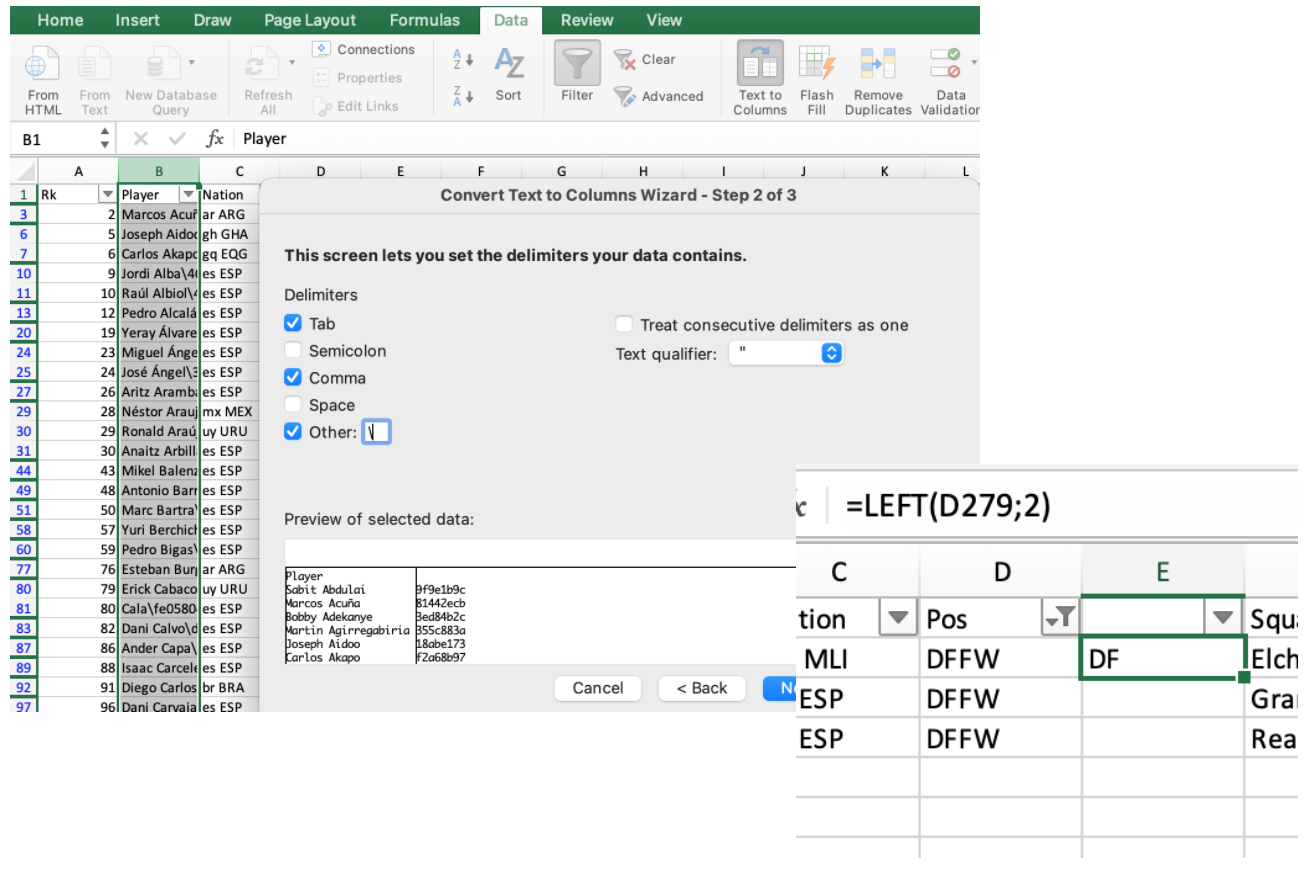 Home Insert Draw Page Layout Formulas Data Review View
From HTML
From Text
New Database Query
Refresh All
Connections
Properties
Edit Links
A Z
Z A
A Z Sort
Filter
Clear
Advanced
Text to Columns
Flash Fill
Remove Duplicates
Data Validation
B1 fx Player
A B C D E F G H I J K L
1 Rk Player Nation
3 2 Marcos Acuñ ar ARG
6 5 Joseph Aidoo gh GHA
7 6 Carlos Akapo gq EQG
10 9 Jordi Alba\4 es ESP
11 10 Raúl Albiol\ es ESP
13 12 Pedro Alcalá es ESP
20 19 Yeray Álvare es ESP
24 23 Miguel Ánge es ESP
25 24 José Ángel\3 es ESP
27 26 Aritz Aramb es ESP
29 28 Néstor Arauj mx MEX
30 29 Ronald Araú uy URU
31 30 Anaitz Arbill es ESP
44 43 Mikel Balenz es ESP
49 48 Antonio Barr es ESP
51 50 Marc Bartra\ es ESP
58 57 Yuri Berchich es ESP
60 59 Pedro Bigas\ es ESP
77 76 Esteban Burg ar ARG
80 79 Erick Cabaco uy URU
81 80 Cala\fe0580 es ESP
83 82 Dani Calvo\d es ESP
87 86 Ander Capa\ es ESP
89 88 Isaac Carcele es ESP
92 91 Diego Carlos br BRA
97 96 Dani Carvaja es ESP
Convert Text to Columns Wizard - Step 2 of 3
This screen lets you set the delimiters your data contains.
Delimiters
Tab
Semicolon
Comma
Space
Other: \
Treat consecutive delimiters as one
Text qualifier: "
Preview of selected data:
Player
Sabit Abdulai 9f9e1b9c
Marcos Acuña 81442ecb
Bobby Adekanye 3ed84b2c
Martin Agirregabiria 355c883a
Joseph Aidoo 18abe173
Carlos Akapo f2a68b97
Cancel < Back N
=LEFT(D279;2)
C D E
tion Pos Squ
MLI DFFW DF Elch
ESP DFFW Gra
ESP DFFW Rea